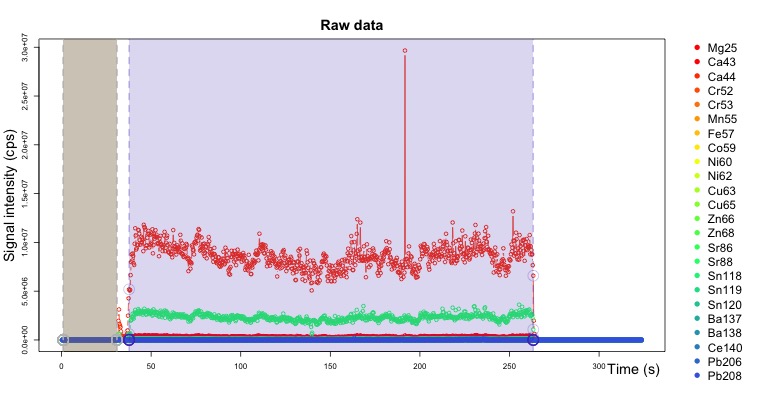 Raw data
Signal intensity (cps)
3.0e+07
2.5e+07
2.0e+07
1.5e+07
1.0e+07
5.0e+06
0.0e+00
0 50 100 150 200 250 300
Time (s)
Mg25
Ca43
Ca44
Cr52
Cr53
Mn55
Fe57
Co59
Ni60
Ni62
Cu63
Cu65
Zn66
Zn68
Sr86
Sr88
Sn118
Sn119
Sn120
Ba137
Ba138
Ce140
Pb206
Pb208